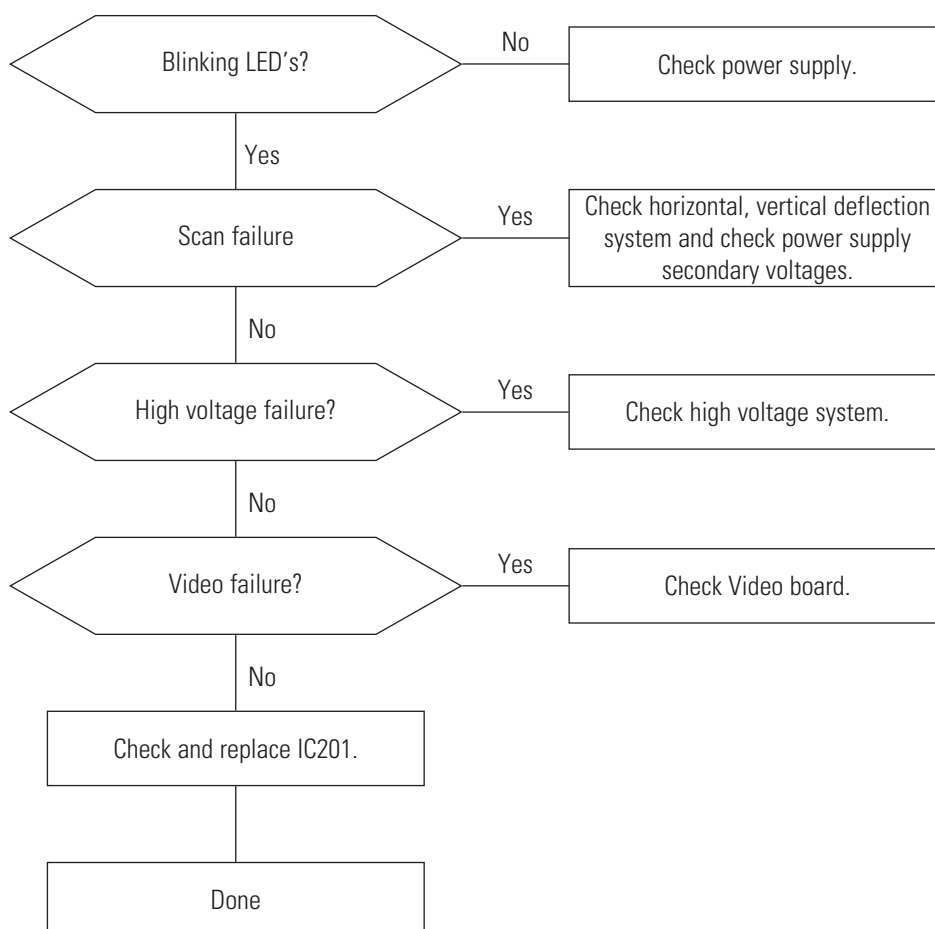 Blinking LED's?
No
Check power supply.
Yes
Scan failure
Yes
Check horizontal, vertical deflection
system and check power supply
secondary voltages.
No
High voltage failure?
Yes
Check high voltage system.
No
Video failure?
Yes
Check Video board.
No
Check and replace IC201.
Done